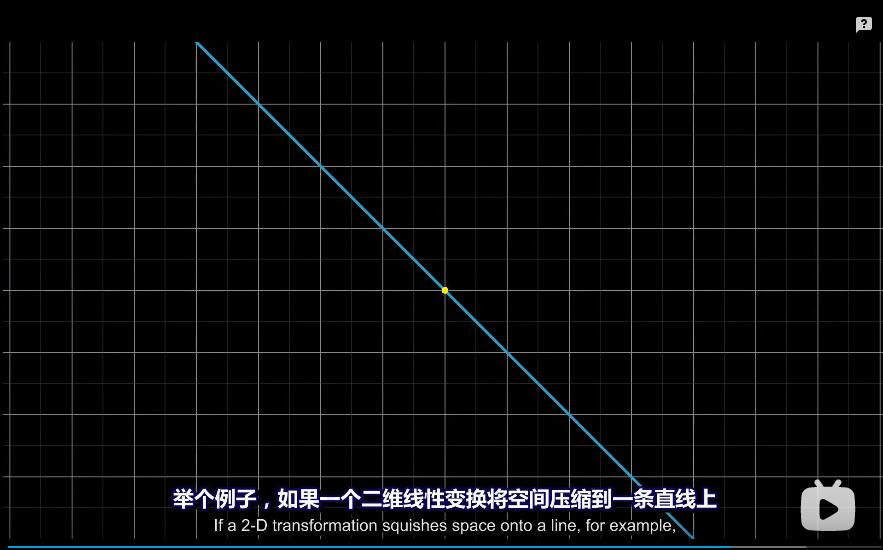 ?
举个例子，如果一个二维线性变换将空间压缩到一条直线上
If a 2-D transformation squishes space onto a line, for example,